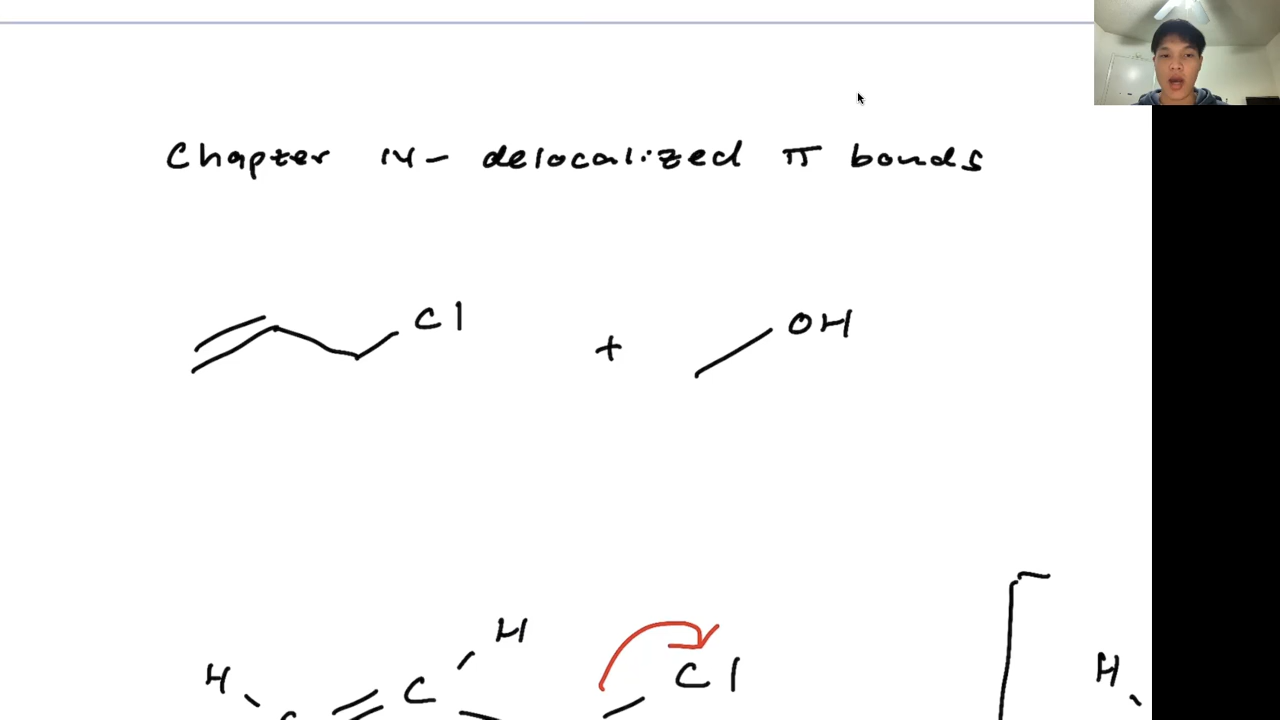 Chapter 14 - delocalized π bonds
Cl + OH
H
H C Cl
H
C